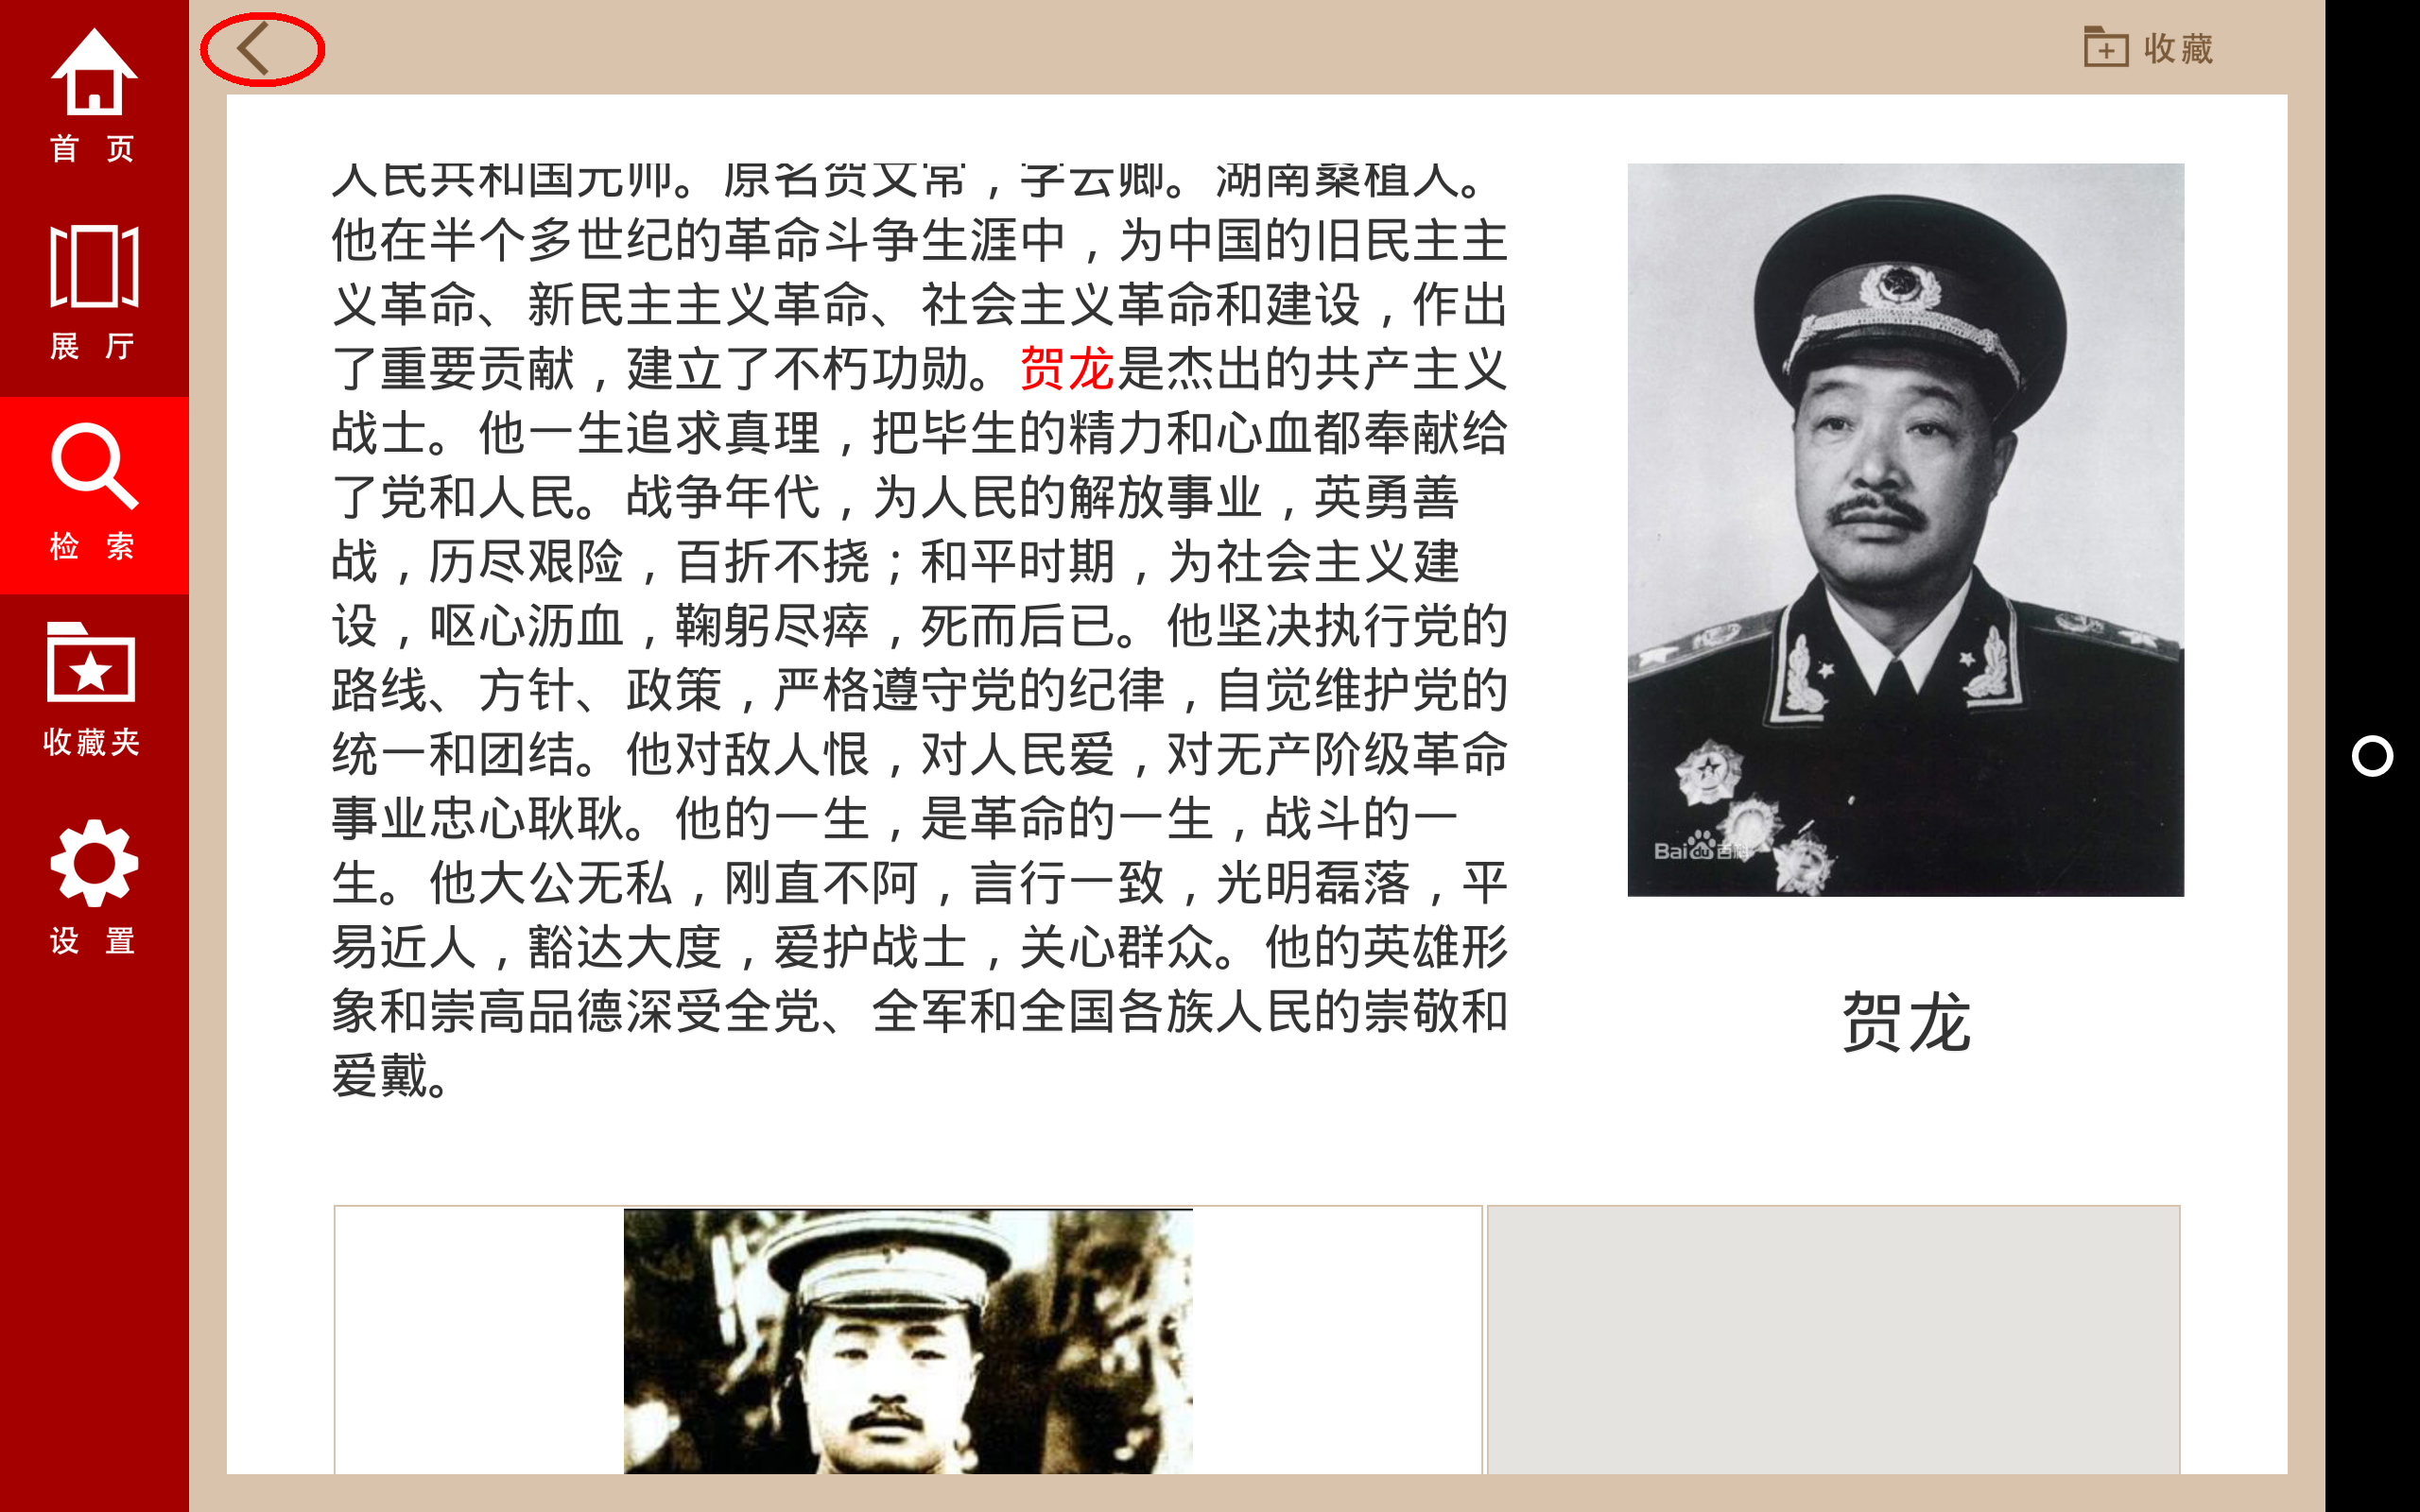 首页
展厅
检索
收藏夹
设置
收藏
人民共和国元帅。原名贺文常，字云卿。湖南桑植人。
他在半个多世纪的革命斗争生涯中，为中国的旧民主主
义革命、新民主主义革命、社会主义革命和建设，作出
了重要贡献，建立了不朽功勋。贺龙是杰出的共产主义
战士。他一生追求真理，把毕生的精力和心血都奉献给
了党和人民。战争年代，为人民的解放事业，英勇善
战，历尽艰险，百折不挠；和平时期，为社会主义建
设，呕心沥血，鞠躬尽瘁，死而后已。他坚决执行党的
路线、方针、政策，严格遵守党的纪律，自觉维护党的
统一和团结。他对敌人恨，对人民爱，对无产阶级革命
事业忠心耿耿。他的一生，是革命的一生，战斗的一
生。他大公无私，刚直不阿，言行一致，光明磊落，平
易近人，豁达大度，爱护战士，关心群众。他的英雄形
象和崇高品德深受全党、全军和全国各族人民的崇敬和
爱戴。
Bai du 百科
贺龙